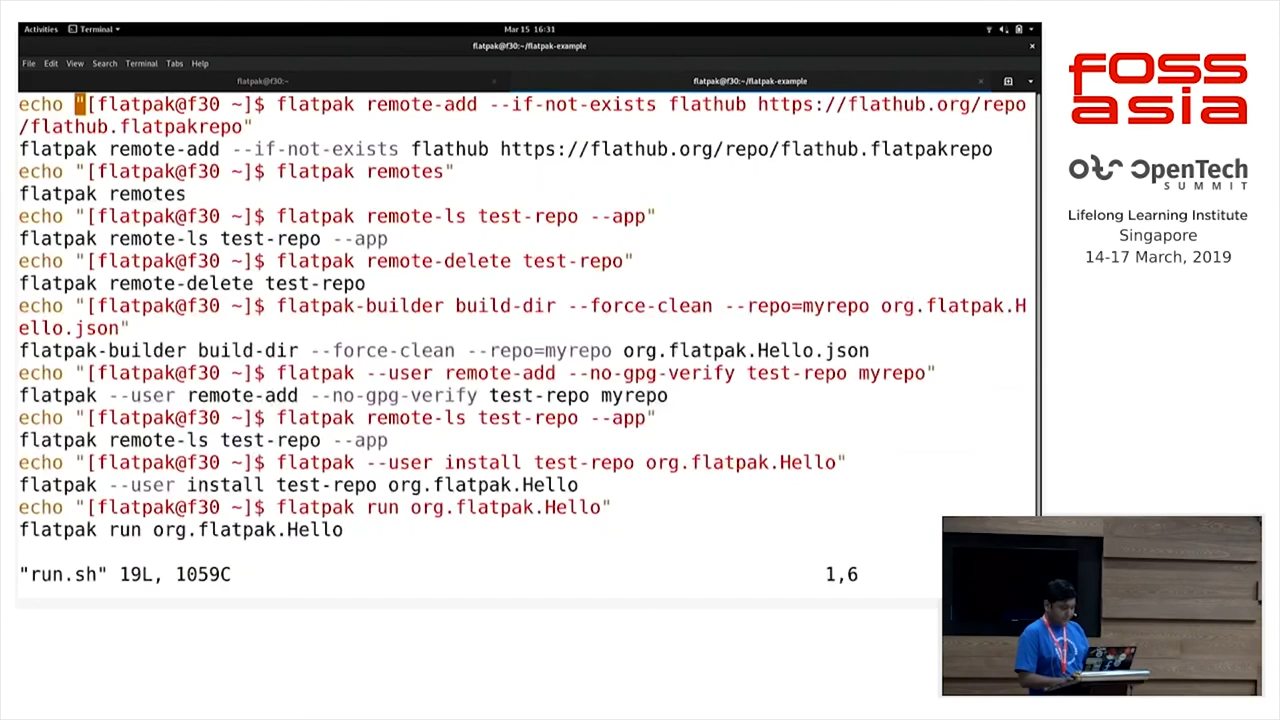 Activities Terminal Mar 15 16:31
flatpak@f30:~/flatpak-example
File Edit View Search Terminal Tabs Help
flatpak@f30:~ flatpak@f30:~/flatpak-example
echo "[flatpak@f30 ~]$ flatpak remote-add --if-not-exists flathub https://flathub.org/repo
/flathub.flatpakrepo"
flatpak remote-add --if-not-exists flathub https://flathub.org/repo/flathub.flatpakrepo
echo "[flatpak@f30 ~]$ flatpak remotes"
flatpak remotes
echo "[flatpak@f30 ~]$ flatpak remote-ls test-repo --app"
flatpak remote-ls test-repo --app
echo "[flatpak@f30 ~]$ flatpak remote-delete test-repo"
flatpak remote-delete test-repo
echo "[flatpak@f30 ~]$ flatpak-builder build-dir --force-clean --repo=myrepo org.flatpak.H
ello.json"
flatpak-builder build-dir --force-clean --repo=myrepo org.flatpak.Hello.json
echo "[flatpak@f30 ~]$ flatpak --user remote-add --no-gpg-verify test-repo myrepo"
flatpak --user remote-add --no-gpg-verify test-repo myrepo
echo "[flatpak@f30 ~]$ flatpak remote-ls test-repo --app"
flatpak remote-ls test-repo --app
echo "[flatpak@f30 ~]$ flatpak --user install test-repo org.flatpak.Hello"
flatpak --user install test-repo org.flatpak.Hello
echo "[flatpak@f30 ~]$ flatpak run org.flatpak.Hello"
flatpak run org.flatpak.Hello
"run.sh" 19L, 1059C 1,6
fOSS
asia
OpenTech
SUMMIT
Lifelong Learning Institute
Singapore
14-17 March, 2019